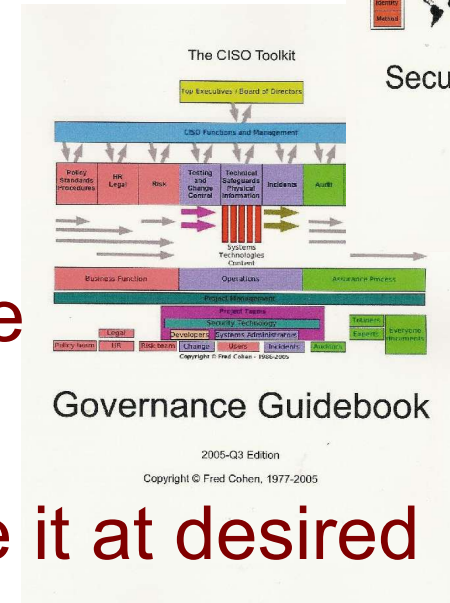 Identity
Method
Secu
The CISO Toolkit
Top Executives / Board of Directors
CISO Functions and Management
Policy Standards Procedures
HR Legal
Risk
Testing and Change Control
Technical Safeguards Physical Information
Incidents
Audit
Systems
Technologies
Content
Business Function
Operations
Assurance Process
Project Management
Project Teams
Security Technology
Legal
Developers
Systems Administrators
Trainers
Experts
Everyone documents
Policy team
HR
Risk team
Change
Users
Incidents
Auditors
Copyright © Fred Cohen - 1986-2005
e
Governance Guidebook
2005-Q3 Edition
Copyright © Fred Cohen, 1977-2005
e it at desired